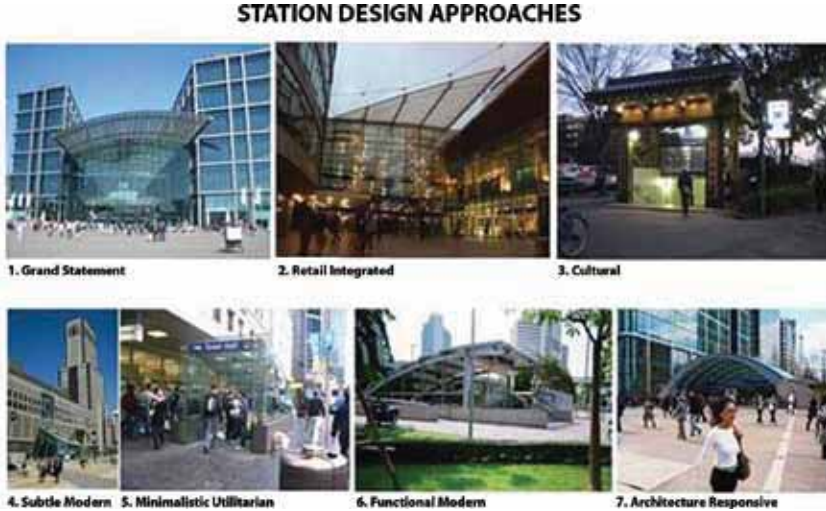 STATION DESIGN APPROACHES
1. Grand Statement
2. Retail Integrated
3. Cultural
4. Subtle Modern
5. Minimalistic Utilitarian
6. Functional Modern
7. Architecture Responsive